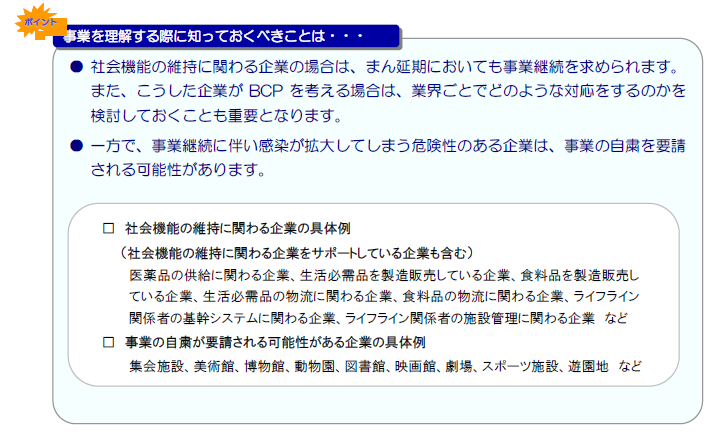 ポイント
事業を理解する際に知っておくべきことは・・・
● 社会機能の維持に関わる企業の場合は、まん延期においても事業継続を求められます。
また、こうした企業が BCP を考える場合は、業界ごとでどのような対応をするのかを
検討しておくことも重要となります。
● 一方で、事業継続に伴い感染が拡大してしまう危険性のある企業は、事業の自粛を要請
される可能性があります。
□ 社会機能の維持に関わる企業の具体例
（社会機能の維持に関わる企業をサポートしている企業も含む）
医薬品の供給に関わる企業、生活必需品を製造販売している企業、食料品を製造販売し
ている企業、生活必需品の物流に関わる企業、食料品の物流に関わる企業、ライフライン
関係者の基幹システムに関わる企業、ライフライン関係者の施設管理に関わる企業 など
□ 事業の自粛が要請される可能性がある企業の具体例
集会施設、美術館、博物館、動物園、図書館、映画館、劇場、スポーツ施設、遊園地 など